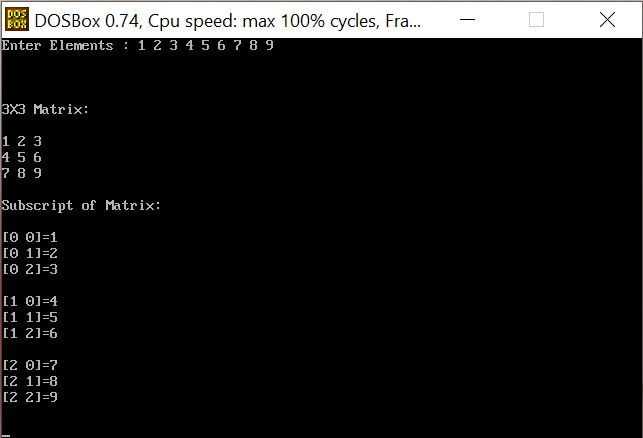 DOS
BOX
DOSBox 0.74, Cpu speed: max 100% cycles, Fra...
Enter Elements : 1 2 3 4 5 6 7 8 9
3X3 Matrix:
1 2 3
4 5 6
7 8 9
Subscript of Matrix:
[0 0]=1
[0 1]=2
[0 2]=3
[1 0]=4
[1 1]=5
[1 2]=6
[2 0]=7
[2 1]=8
[2 2]=9